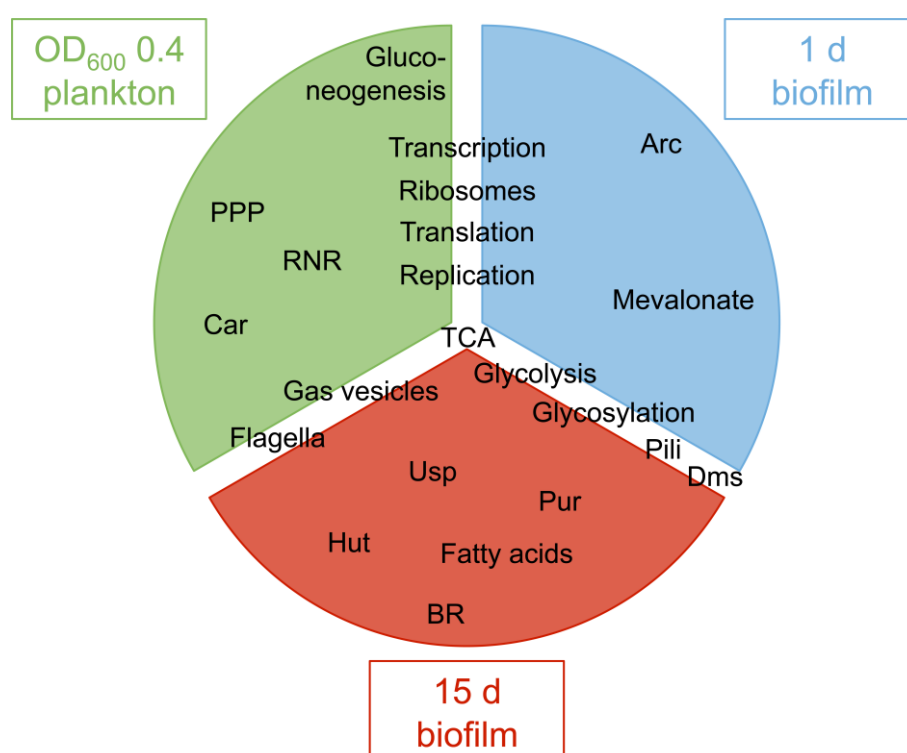 OD₆₀₀ 0.4
plankton
1 d
biofilm
Gluco-
neogenesis
Transcription
Arc
Ribosomes
PPP
Translation
RNR
Replication
Mevalonate
Car
TCA
Glycolysis
Gas vesicles
Glycosylation
Flagella
Pili
Usp
Dms
Pur
Hut
Fatty acids
BR
15 d
biofilm